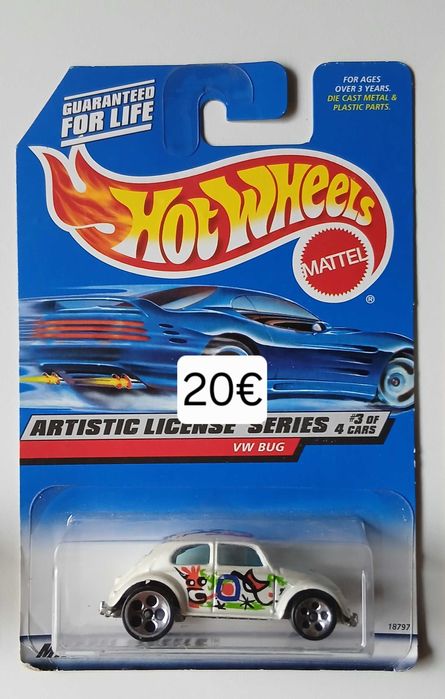 GUARANTEED
FOR LIFE
FOR AGES
OVER 3 YEARS.
DIE CAST METAL &
PLASTIC PARTS.
HOT WHEELS
MATTEL
®
20€
ARTISTIC LICENSE SERIES #3 OF
4 CARS
VW BUG
18797